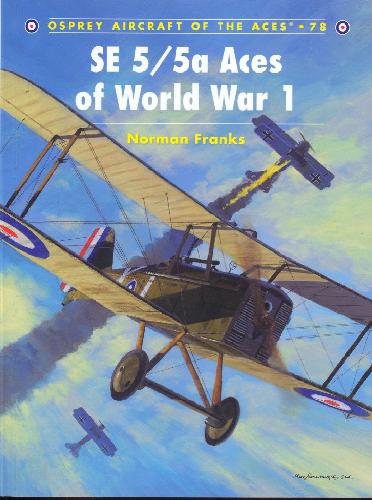 OSPREY AIRCRAFT OF THE ACES® • 78
SE 5/5a Aces
of World War 1
Norman Franks